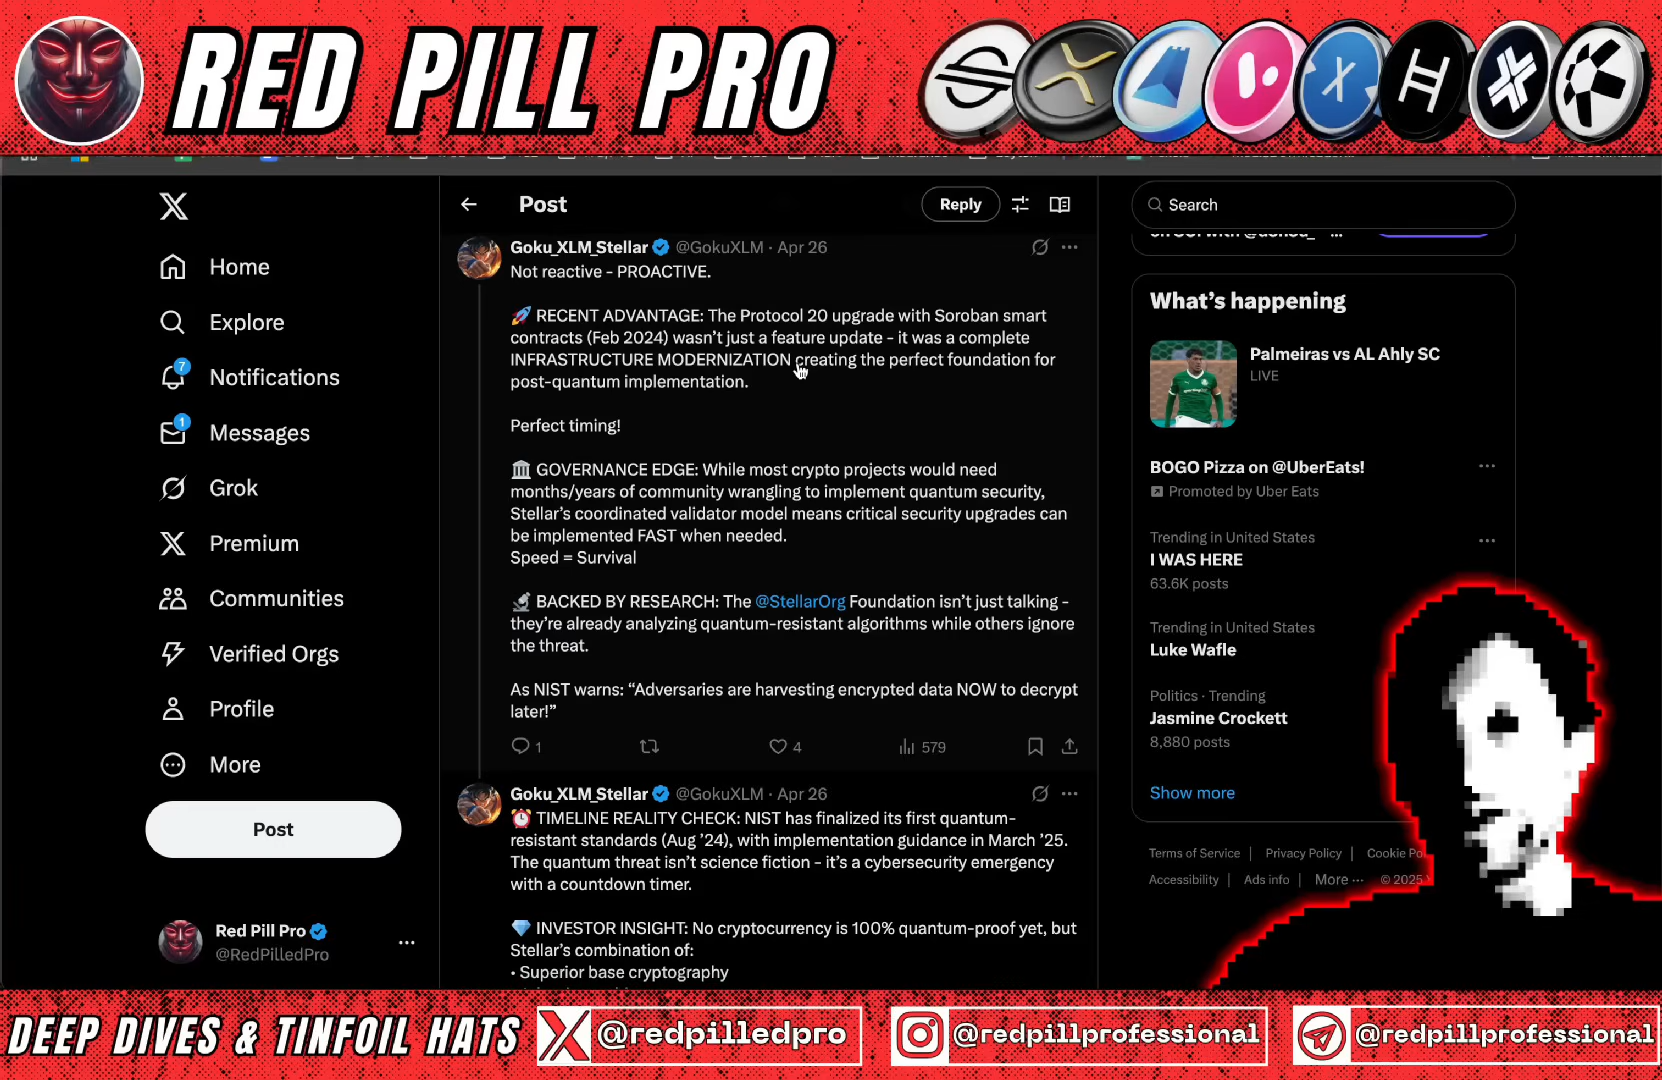 RED PILL PRO
Post
Reply
Search
Home
Explore
7
Notifications
1
Messages
Grok
Premium
Communities
Verified Orgs
Profile
More
Post
Red Pill Pro
@RedPilledPro
Goku_XLM_Stellar @GokuXLM · Apr 26
Not reactive - PROACTIVE.
🚀 RECENT ADVANTAGE: The Protocol 20 upgrade with Soroban smart
contracts (Feb 2024) wasn't just a feature update - it was a complete
INFRASTRUCTURE MODERNIZATION creating the perfect foundation for
post-quantum implementation.
Perfect timing!
🏛 GOVERNANCE EDGE: While most crypto projects would need
months/years of community wrangling to implement quantum security,
Stellar's coordinated validator model means critical security upgrades can
be implemented FAST when needed.
Speed = Survival
🔬 BACKED BY RESEARCH: The @StellarOrg Foundation isn't just talking -
they're already analyzing quantum-resistant algorithms while others ignore
the threat.
As NIST warns: "Adversaries are harvesting encrypted data NOW to decrypt
later!"
1 4 579
Goku_XLM_Stellar @GokuXLM · Apr 26
⏰ TIMELINE REALITY CHECK: NIST has finalized its first quantum-
resistant standards (Aug '24), with implementation guidance in March '25.
The quantum threat isn't science fiction - it's a cybersecurity emergency
with a countdown timer.
💎 INVESTOR INSIGHT: No cryptocurrency is 100% quantum-proof yet, but
Stellar's combination of:
• Superior base cryptography
What's happening
Palmeiras vs AL Ahly SC
LIVE
BOGO Pizza on @UberEats!
Promoted by Uber Eats
Trending in United States
I WAS HERE
63.6K posts
Trending in United States
Luke Wafle
Politics · Trending
Jasmine Crockett
8,880 posts
Show more
Terms of Service | Privacy Policy | Cookie Po
Accessibility | Ads info | More ··· © 2025
DEEP DIVES & TINFOIL HATS
@redpilledpro
@redpillprofessional
@redpillprofessional